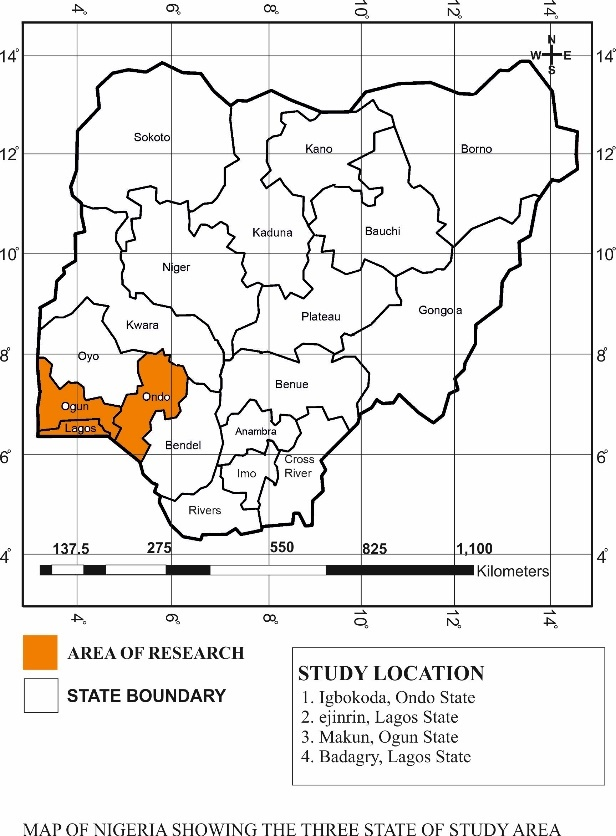 4° 6° 8° 10° 12° 14°
14° N 14°
W E
S
Sokoto Kano Borno
12° 12°
Kaduna Bauchi
10° 10°
Niger
Gongola
Plateau
Kwara
8° Oyo 8°
Benue
Ondo
Ogun
Lagos Anambra
Bendel
6° Cross 6°
River
Imo
Rivers
4° 137.5 275 550 825 1,100 4°
Kilometers
4° 6° 8° 10° 12° 14°
AREA OF RESEARCH
STATE BOUNDARY
STUDY LOCATION
1. Igbokoda, Ondo State
2. ejinrin, Lagos State
3. Makun, Ogun State
4. Badagry, Lagos State
MAP OF NIGERIA SHOWING THE THREE STATE OF STUDY AREA